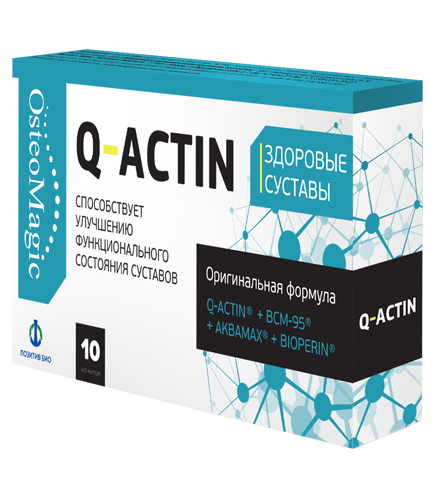 OsteoMagic
Q-ACTIN
СПОСОБСТВУЕТ
УЛУЧШЕНИЮ
ФУНКЦИОНАЛЬНОГО
СОСТОЯНИЯ СУСТАВОВ
ЗДОРОВЫЕ
СУСТАВЫ
Оригинальная формула
Q-ACTIN® + BCM-95®
+ АКВАМАХ® + BIOPERIN®
Q-ACTIN
ПОЗИТИВ БИО
10